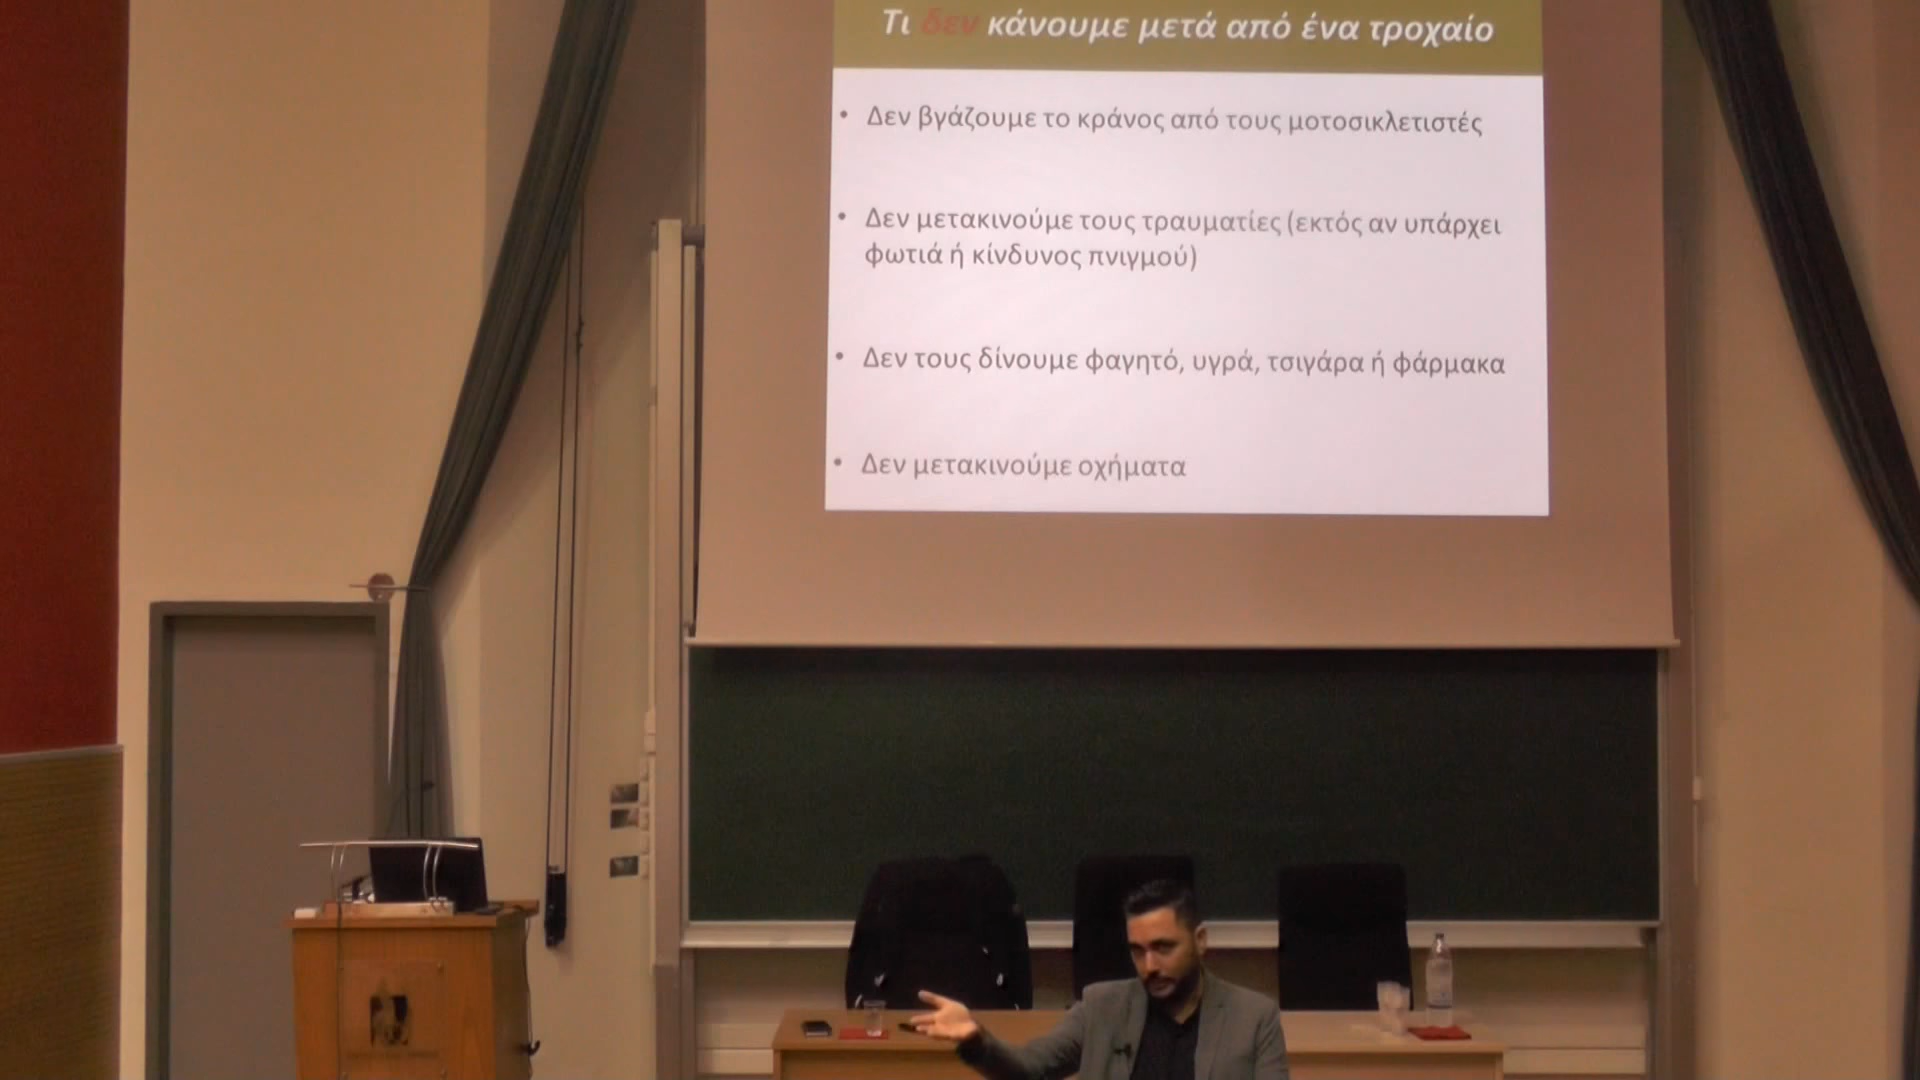 Τι δεν κάνουμε μετά από ένα τροχαίο
• Δεν βγάζουμε το κράνος από τους μοτοσικλετιστές
• Δεν μετακινούμε τους τραυματίες (εκτός αν υπάρχει
φωτιά ή κίνδυνος πνιγμού)
• Δεν τους δίνουμε φαγητό, υγρά, τσιγάρα ή φάρμακα
• Δεν μετακινούμε οχήματα